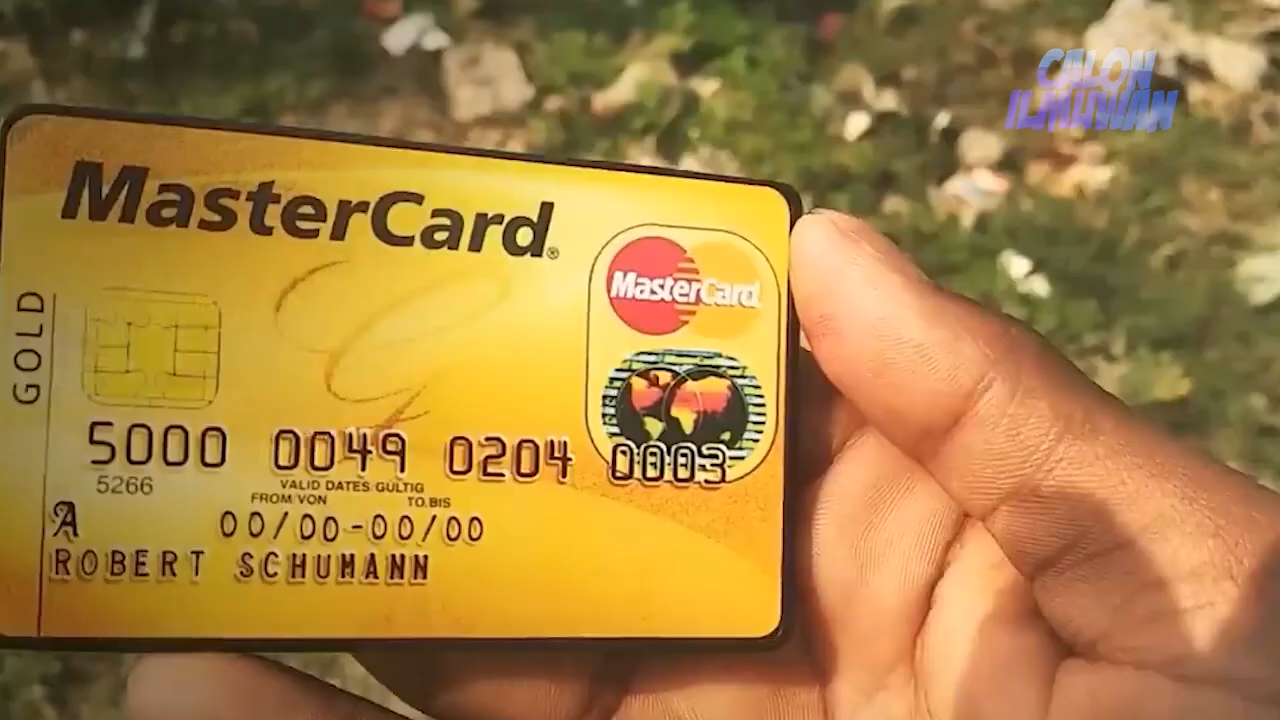 CALON
ILMUWAN
MasterCard®
MasterCard
GOLD
5000 0049 0204 0003
5266
VALID DATES/GÜLTIG
FROM/VON TO/BIS
A 00/00-00/00
ROBERT SCHUMANN